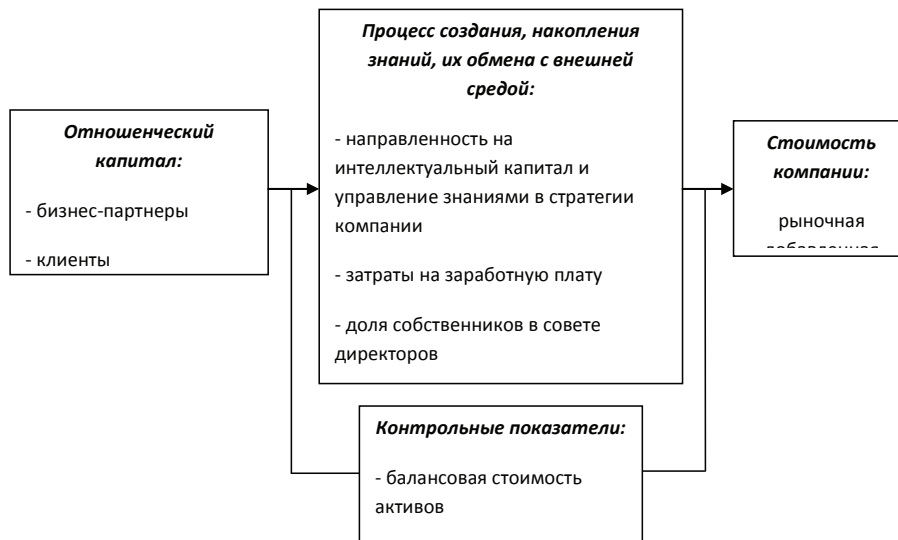 Отношенческий
капитал:
- бизнес-партнеры
- клиенты
Процесс создания, накопления
знаний, их обмена с внешней
средой:
- направленность на
интеллектуальный капитал и
управление знаниями в стратегии
компании
- затраты на заработную плату
- доля собственников в совете
директоров
Стоимость
компании:
рыночная
добавленная
Контрольные показатели:
- балансовая стоимость
активов